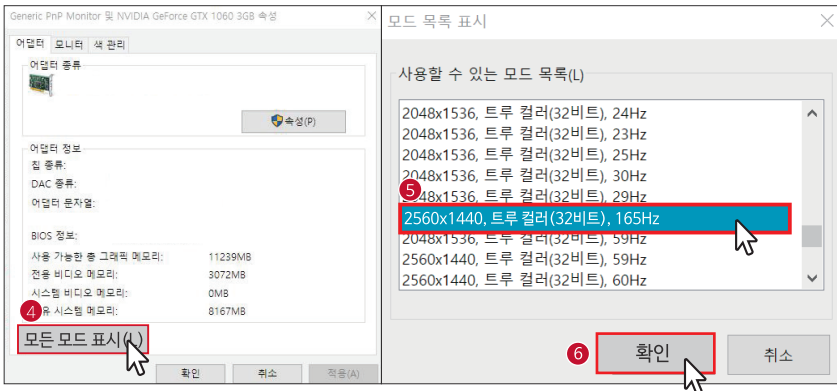 Generic PnP Monitor 및 NVIDIA GeForce GTX 1060 3GB 속성
어댑터 모니터 색 관리
어댑터 종류
속성(P)
어댑터 정보
칩 종류:
DAC 종류:
어댑터 문자열:
BIOS 정보:
사용 가능한 총 그래픽 메모리: 11239MB
전용 비디오 메모리: 3072MB
시스템 비디오 메모리: 0MB
유 시스템 메모리: 8167MB
4
모든 모드 표시(L)
확인 취소 적용(A)
모드 목록 표시
사용할 수 있는 모드 목록(L)
2048x1536, 트루 컬러(32비트), 24Hz
2048x1536, 트루 컬러(32비트), 23Hz
2048x1536, 트루 컬러(32비트), 25Hz
2048x1536, 트루 컬러(32비트), 30Hz
5
48x1536, 트루 컬러(32비트), 29Hz
2560x1440, 트루 컬러(32비트), 165Hz
2048x1536, 트루 컬러(32비트), 59Hz
2560x1440, 트루 컬러(32비트), 59Hz
2560x1440, 트루 컬러(32비트), 60Hz
6
확인 취소